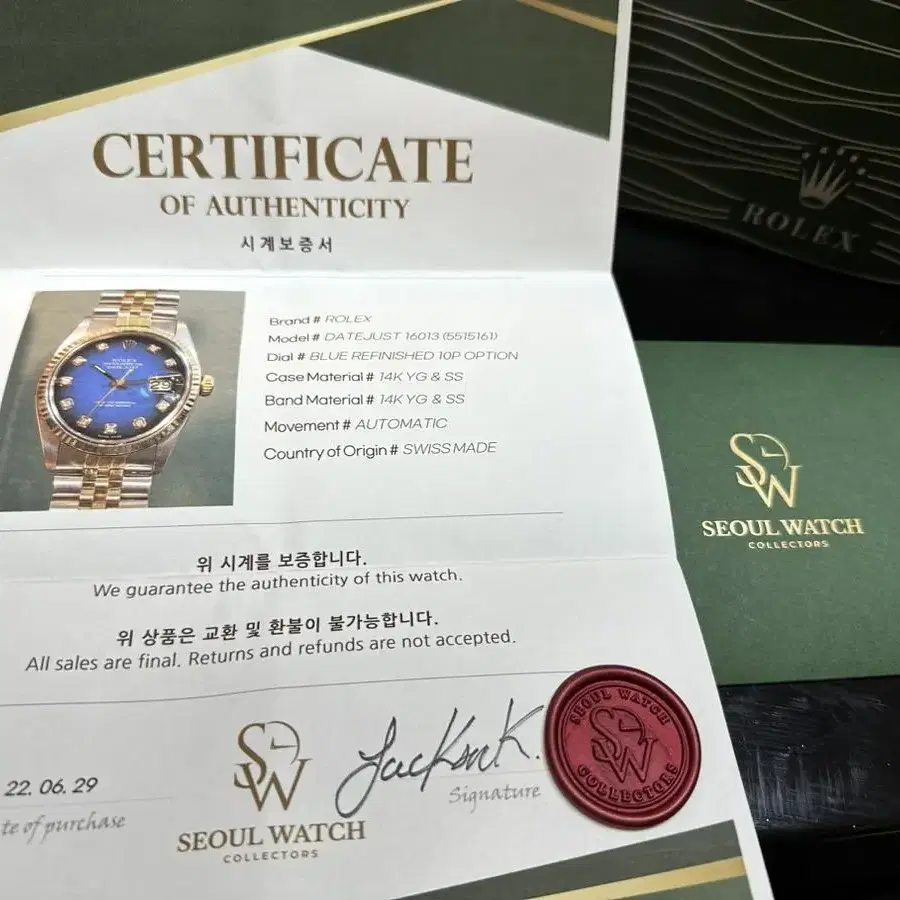 CERTIFICATE
OF AUTHENTICITY
시계보증서
ROLEX
Brand # ROLEX
Model # DATEJUST 16013 (5515161)
Dial # BLUE REFINISHED 10P OPTION
Case Material # 14K YG & SS
Band Material # 14K YG & SS
Movement # AUTOMATIC
Country of Origin # SWISS MADE
ROLEX
위 시계를 보증합니다.
We guarantee the authenticity of this watch.
위 상품은 교환 및 환불이 불가능합니다.
All sales are final. Returns and refunds are not accepted.
22. 06. 29
te of purchase
SW
SEOUL WATCH
COLLECTORS
JacksonK.
Signature
SEOUL WATCH
SW
COLLECTORS
SW
SEOUL WATCH
COLLECTORS